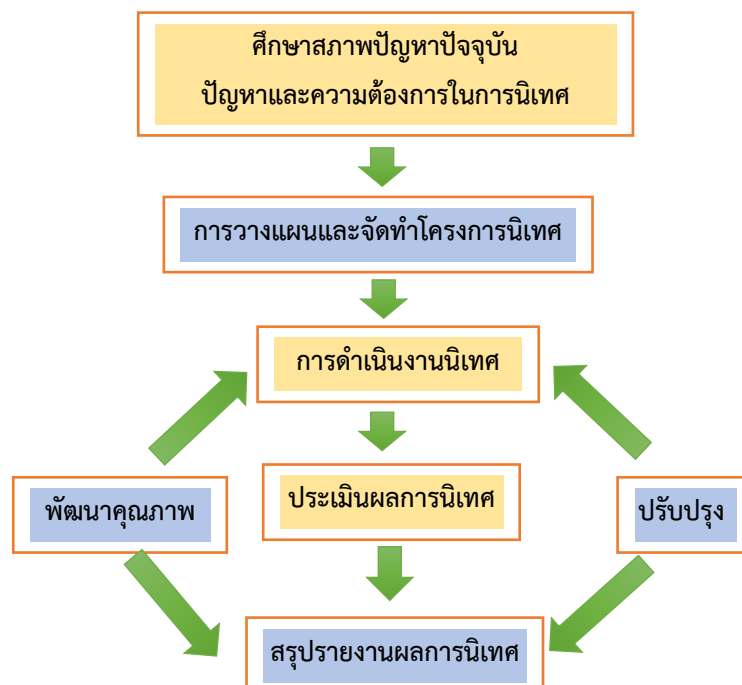 ศึกษาสภาพปัญหาปัจจุบัน
ปัญหาและความต้องการในการนิเทศ
การวางแผนและจัดทำโครงการนิเทศ
การดำเนินงานนิเทศ
พัฒนาคุณภาพ
ประเมินผลการนิเทศ
ปรับปรุง
สรุปรายงานผลการนิเทศ